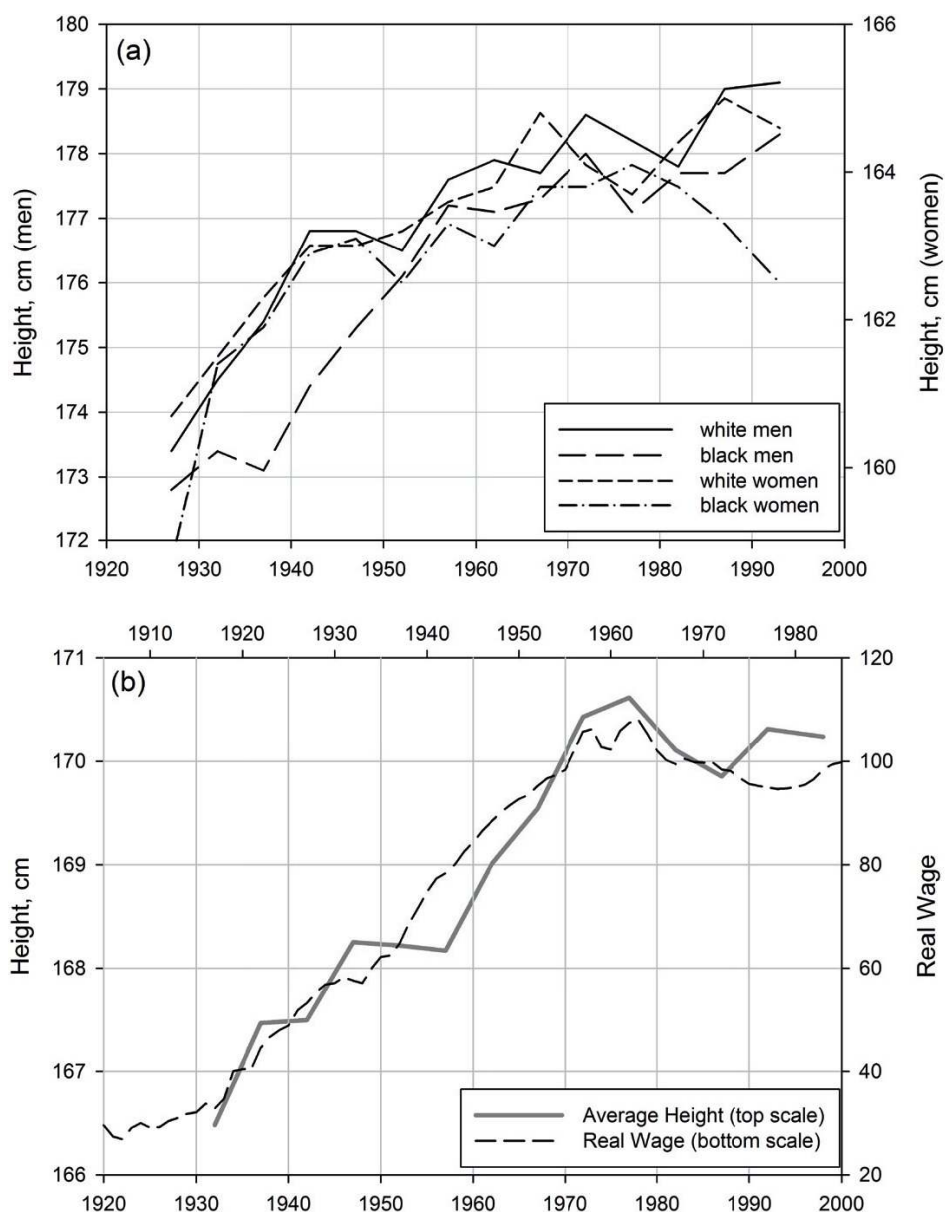 180 166
(a)
179
178
164
177
Height, cm (men)
Height, cm (women)
176
162
175
174
white men
160
black men
173
white women
black women
172
1920 1930 1940 1950 1960 1970 1980 1990 2000
1910 1920 1930 1940 1950 1960 1970 1980
171 120
(b)
170 100
169 80
Height, cm
Real Wage
168 60
167 40
Average Height (top scale)
Real Wage (bottom scale)
166 20
1920 1930 1940 1950 1960 1970 1980 1990 2000